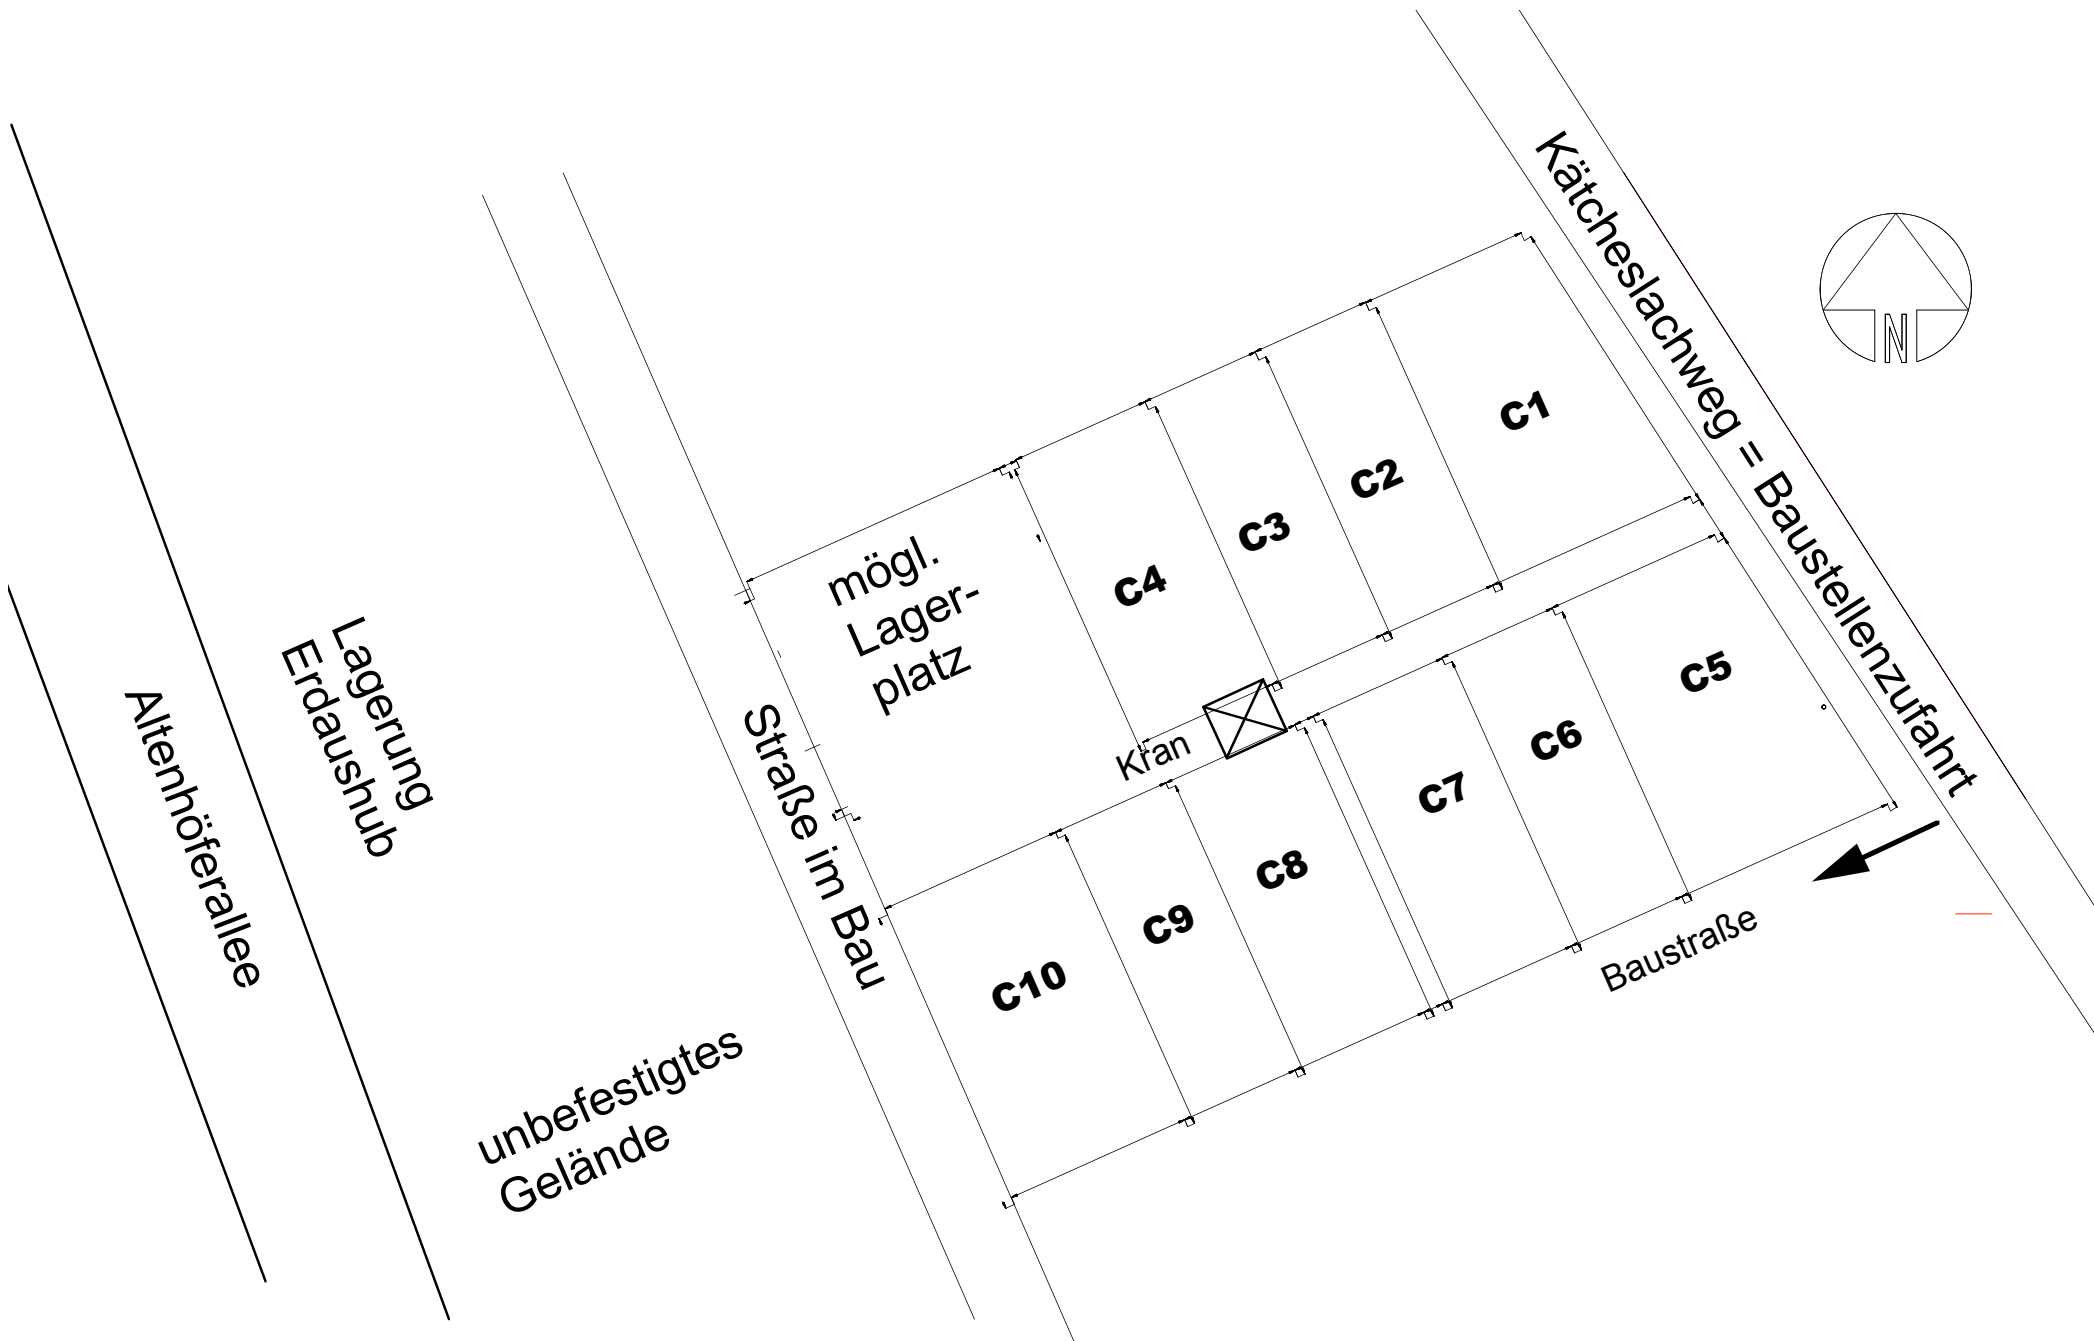 Kätcheslachweg = Baustellenzufahrt
N
C1
C2
C3
C4
mögl.
Lager-
platz
Kran
C5
C6
C7
C8
C9
C10
Baustraße
Straße im Bau
Lagerung
Erdaushub
Altenhöferallee
unbefestigtes
Gelände